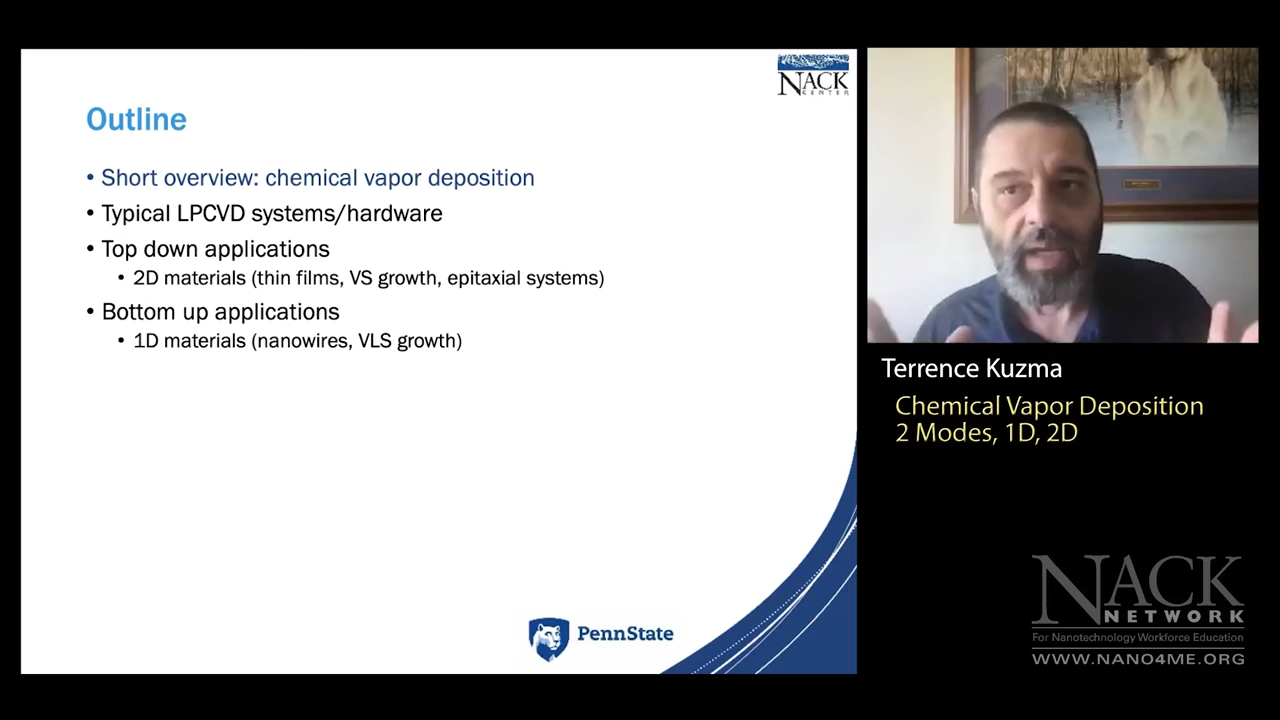 NACK
CENTER
Outline
• Short overview: chemical vapor deposition
• Typical LPCVD systems/hardware
• Top down applications
• 2D materials (thin films, VS growth, epitaxial systems)
• Bottom up applications
• 1D materials (nanowires, VLS growth)
PennState
Terrence Kuzma
Chemical Vapor Deposition
2 Modes, 1D, 2D
NACK
NETWORK
For Nanotechnology Workforce Education
WWW.NANO4ME.ORG